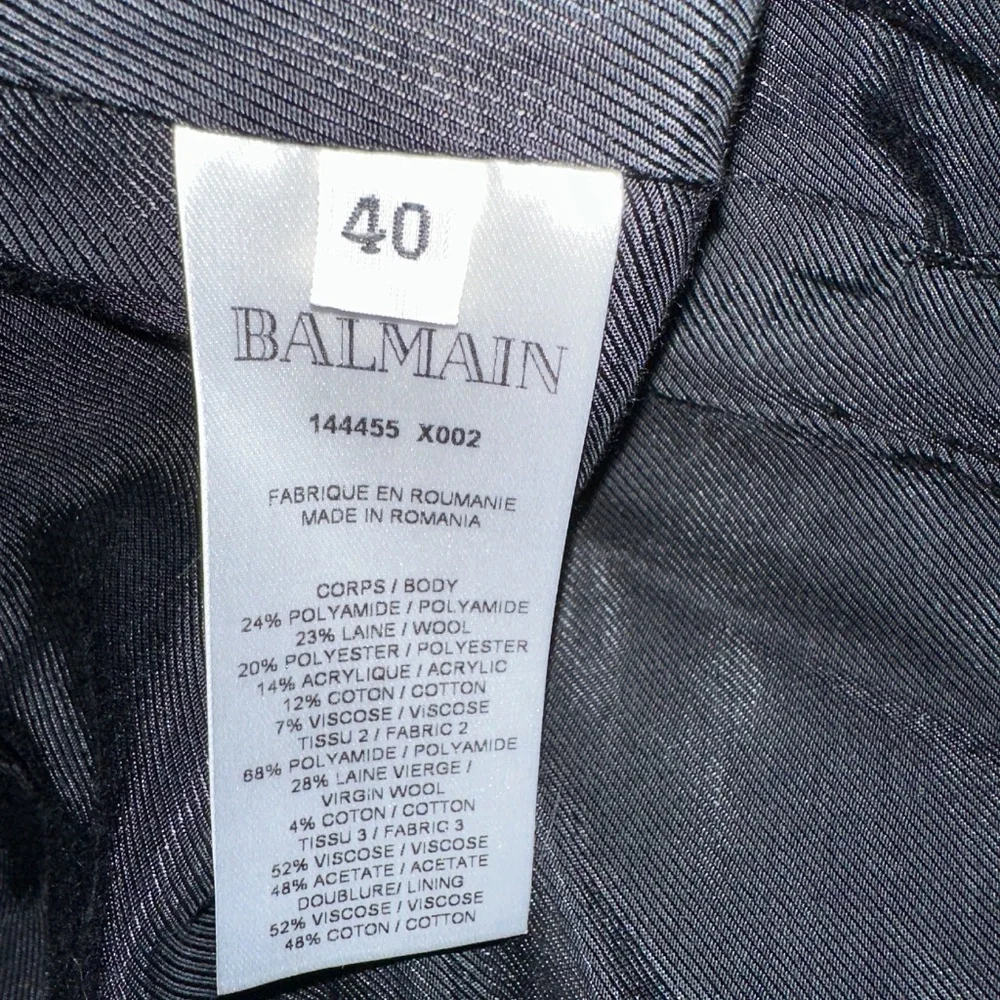 40
BALMAIN
144455 X002
FABRIQUE EN ROUMANIE
MADE IN ROMANIA
CORPS / BODY
24% POLYAMIDE / POLYAMIDE
23% LAINE / WOOL
20% POLYESTER / POLYESTER
14% ACRYLIQUE / ACRYLIC
12% COTON / COTTON
7% VISCOSE / VISCOSE
TISSU 2 / FABRIC 2
68% POLYAMIDE / POLYAMIDE
28% LAINE VIERGE /
VIRGIN WOOL
4% COTON / COTTON
TISSU 3 / FABRIC 3
52% VISCOSE / VISCOSE
48% ACETATE / ACETATE
DOUBLURE/ LINING
52% VISCOSE / VISCOSE
48% COTON / COTTON